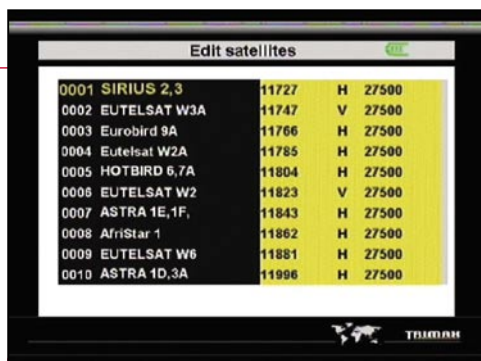 Edit satellites
0001 SIRIUS 2,3 11727 H 27500
0002 EUTELSAT W3A 11747 V 27500
0003 Eurobird 9A 11766 H 27500
0004 Eutelsat W2A 11785 H 27500
0005 HOTBIRD 6,7A 11804 H 27500
0006 EUTELSAT W2 11823 V 27500
0007 ASTRA 1E,1F, 11843 H 27500
0008 AfriStar 1 11862 H 27500
0009 EUTELSAT W6 11881 H 27500
0010 ASTRA 1D,3A 11996 H 27500
TRIMAX